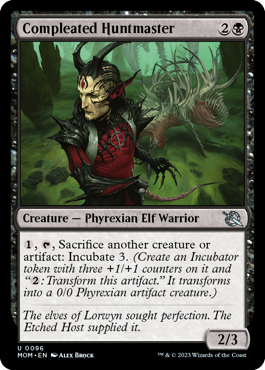 Compleated Huntmaster 2
Creature — Phyrexian Elf Warrior
1, , Sacrifice another creature or
artifact: Incubate 3. (Create an Incubator
token with three +1/+1 counters on it and
“2: Transform this artifact.” It transforms
into a 0/0 Phyrexian artifact creature.)
The elves of Lorwyn sought perfection. The
Etched Host supplied it.
2/3
U 0096
MOM • EN ALEX BROCK
™ & © 2023 Wizards of the Coast